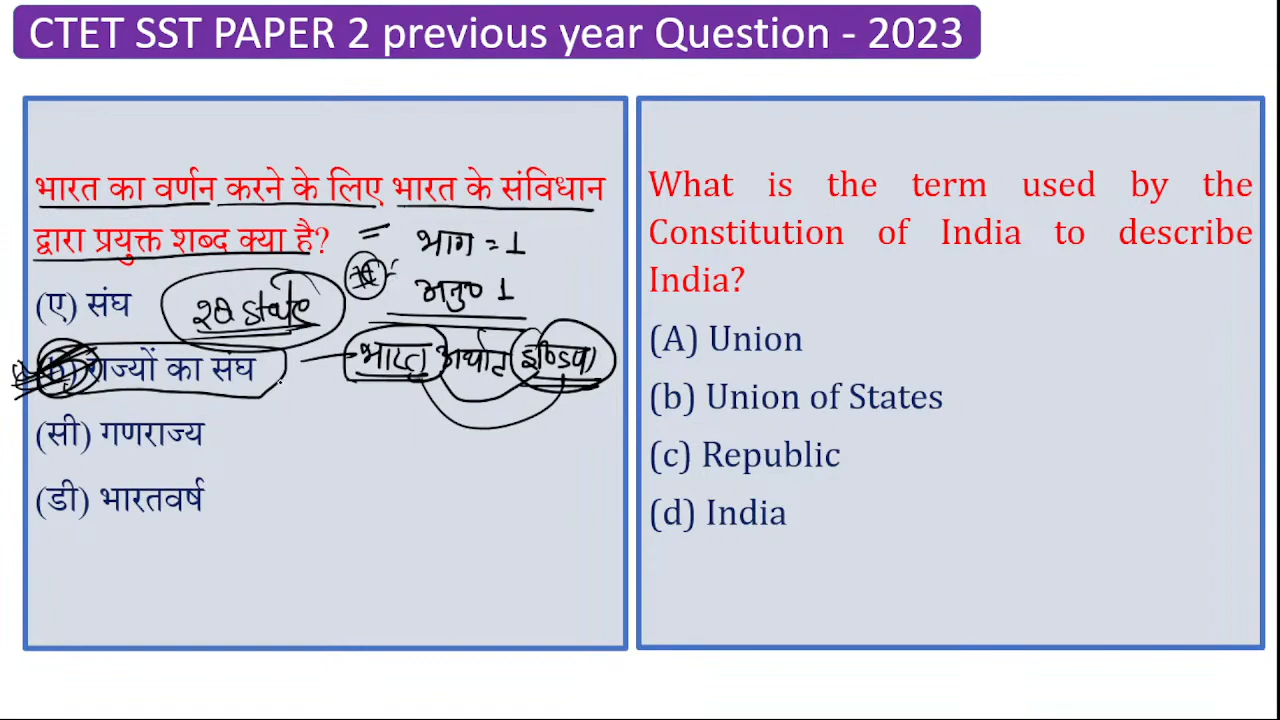 CTET SST PAPER 2 previous year Question - 2023
भारत का वर्णन करने के लिए भारत के संविधान
द्वारा प्रयुक्त शब्द क्या है?
भाग = 1
अनु० 1
(ए) संघ
28 state
राज्यों का संघ
भारत अर्थात इण्डिया
(सी) गणराज्य
(डी) भारतवर्ष
What is the term used by the
Constitution of India to describe
India?
(A) Union
(b) Union of States
(c) Republic
(d) India